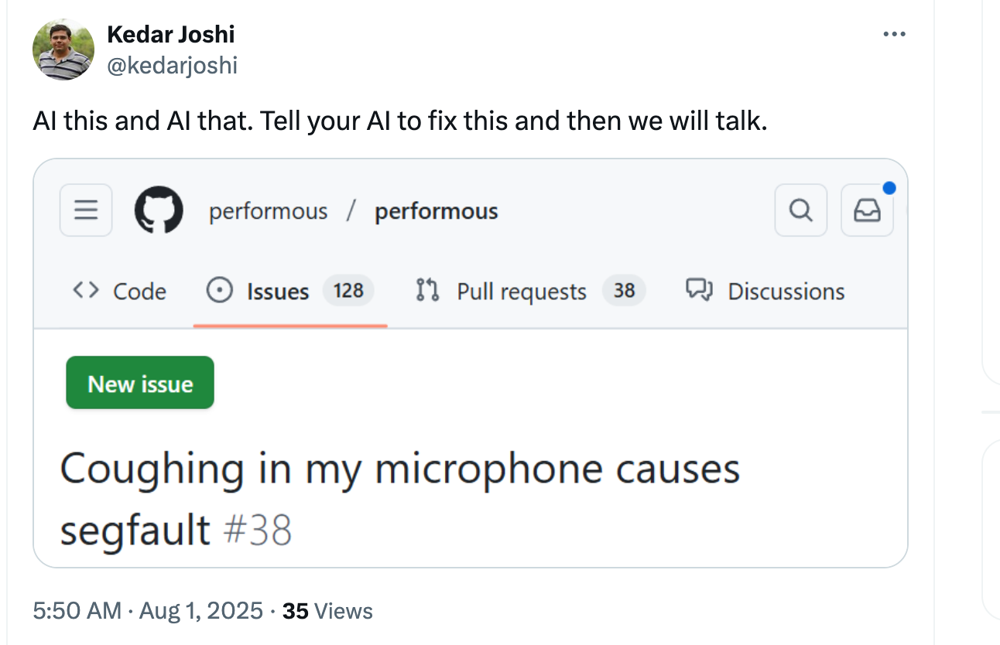 Kedar Joshi
@kedarjoshi
AI this and AI that. Tell your AI to fix this and then we will talk.
performous / performous
Code Issues 128 Pull requests 38 Discussions
New issue
Coughing in my microphone causes
segfault #38
5:50 AM · Aug 1, 2025 · 35 Views